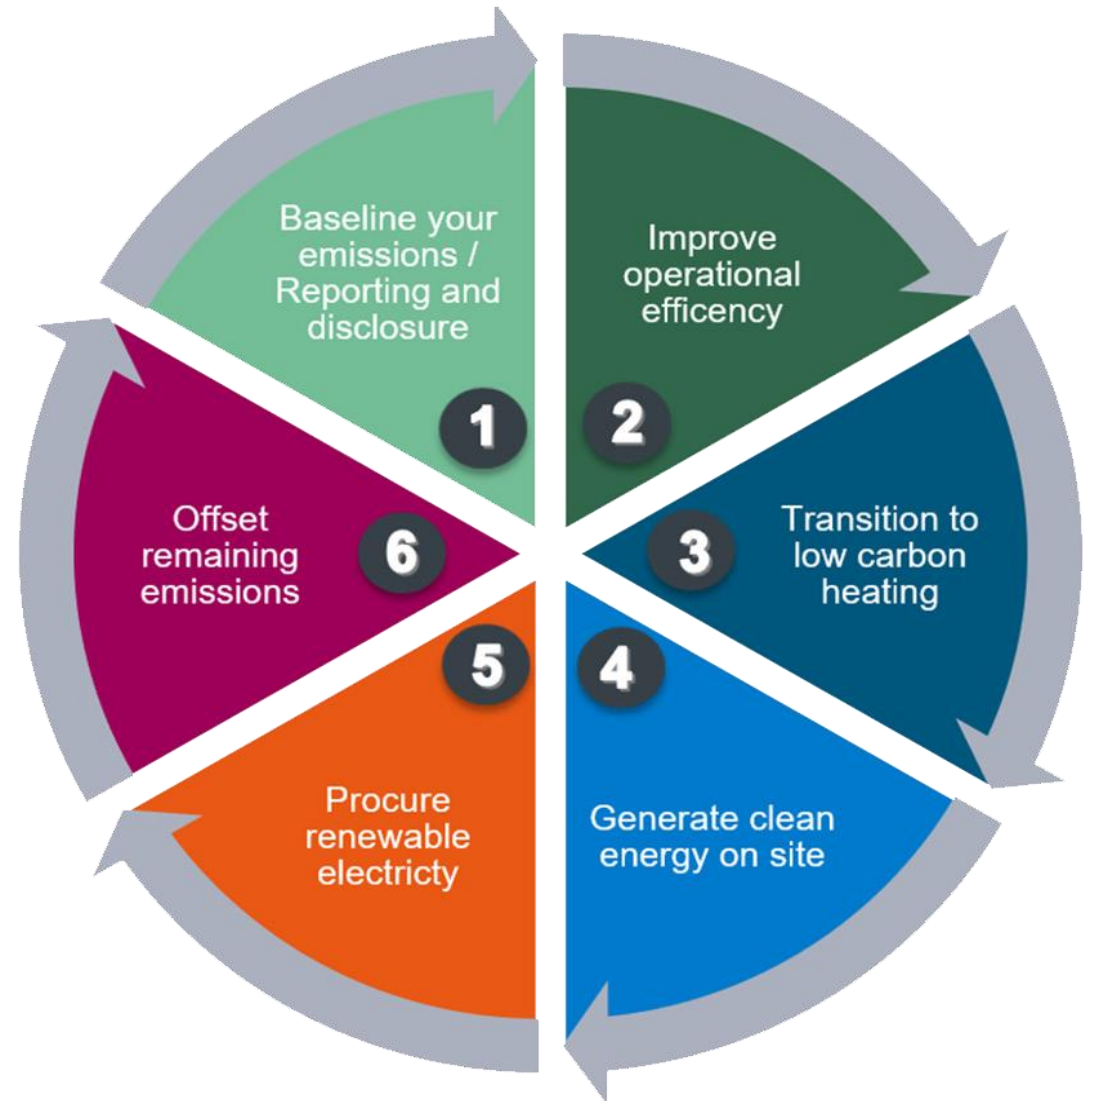 Baseline your
emissions /
Reporting and
disclosure
1
Improve
operational
efficency
2
Transition to
low carbon
heating
3
Generate clean
energy on site
4
Procure
renewable
electricty
5
Offset
remaining
emissions
6